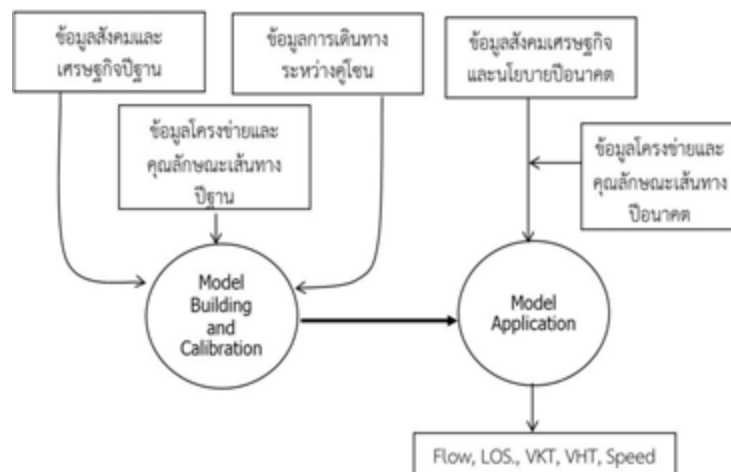 ข้อมูลสังคมและ
เศรษฐกิจปีฐาน
ข้อมูลการเดินทาง
ระหว่างคู่โซน
ข้อมูลสังคมเศรษฐกิจ
และนโยบายปีอนาคต
ข้อมูลโครงข่ายและ
คุณลักษณะเส้นทาง
ปีฐาน
ข้อมูลโครงข่ายและ
คุณลักษณะเส้นทาง
ปีอนาคต
Model
Building
and
Calibration
Model
Application
Flow, LOS., VKT, VHT, Speed